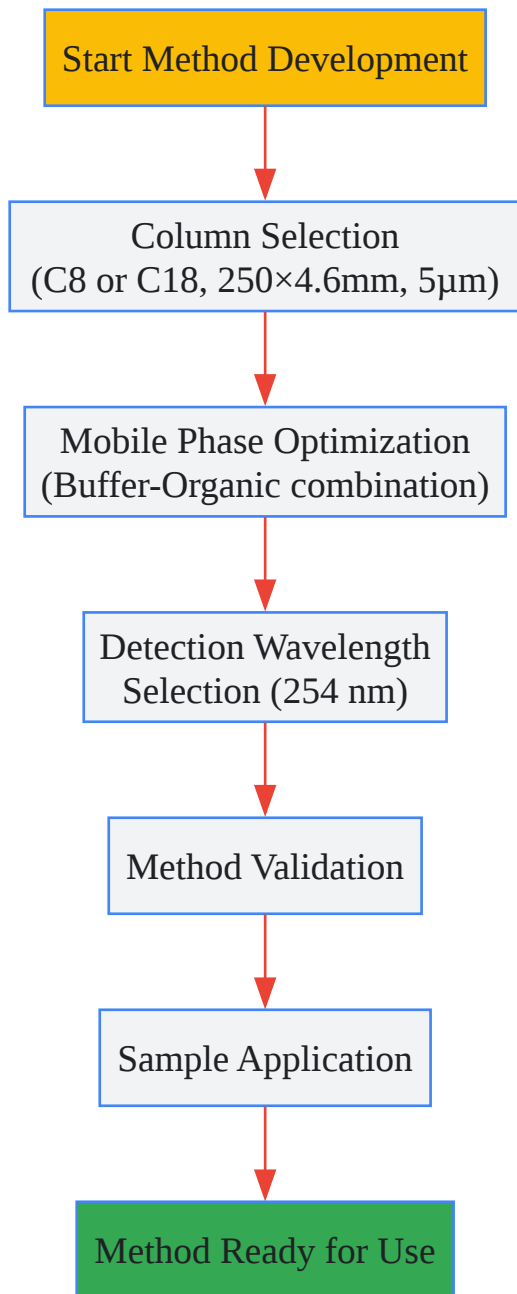 Start Method Development
Column Selection
(C8 or C18, 250×4.6mm, 5µm)
Mobile Phase Optimization
(Buffer-Organic combination)
Detection Wavelength
Selection (254 nm)
Method Validation
Sample Application
Method Ready for Use